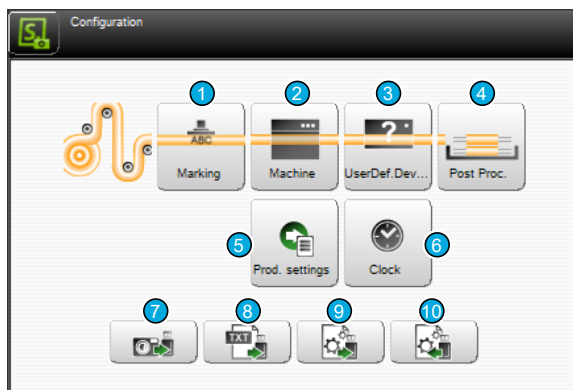 Configuration
1
2
3
4
ABC
?
Marking
Machine
UserDef.Dev...
Post Proc.
5
6
Prod. settings
Clock
7
8
9
10
TXT